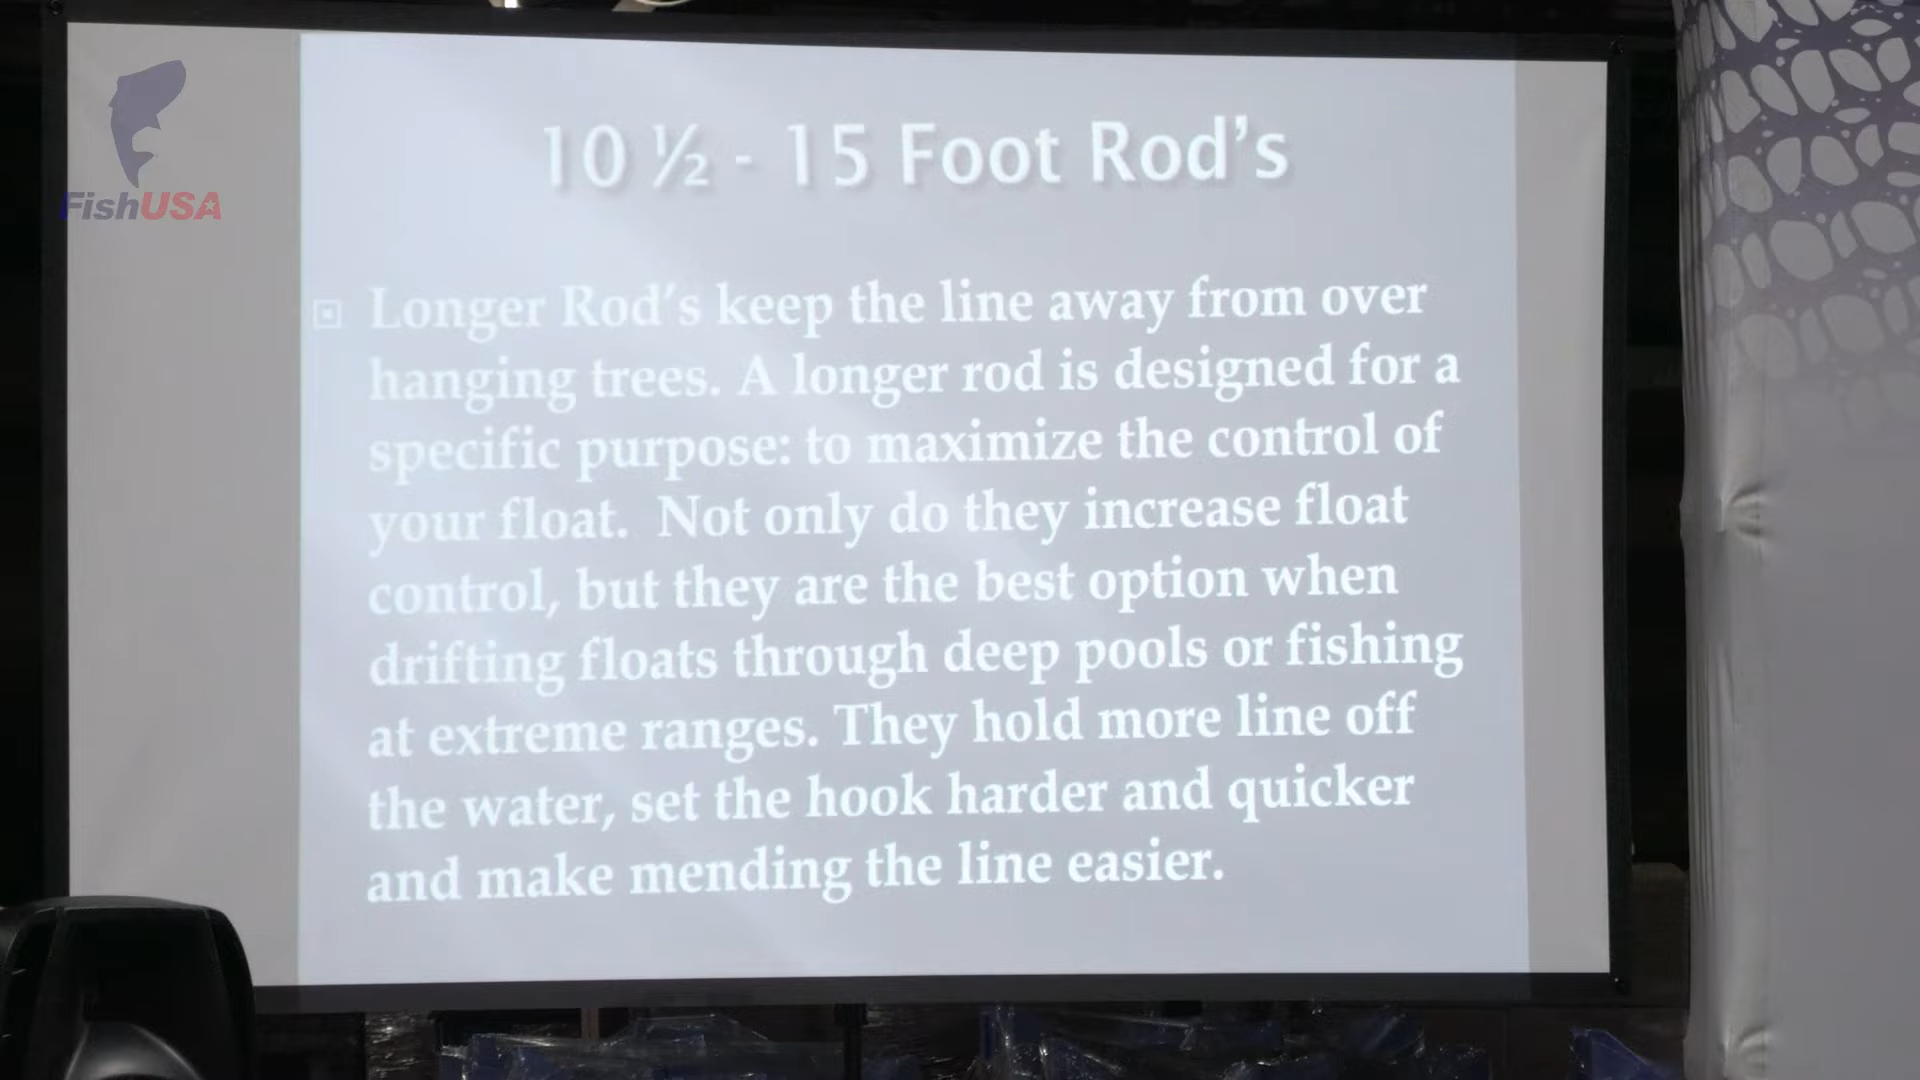 FishUSA
10 ½ - 15 Foot Rod's
Longer Rod's keep the line away from over
hanging trees. A longer rod is designed for a
specific purpose: to maximize the control of
your float.  Not only do they increase float
control, but they are the best option when
drifting floats through deep pools or fishing
at extreme ranges. They hold more line off
the water, set the hook harder and quicker
and make mending the line easier.